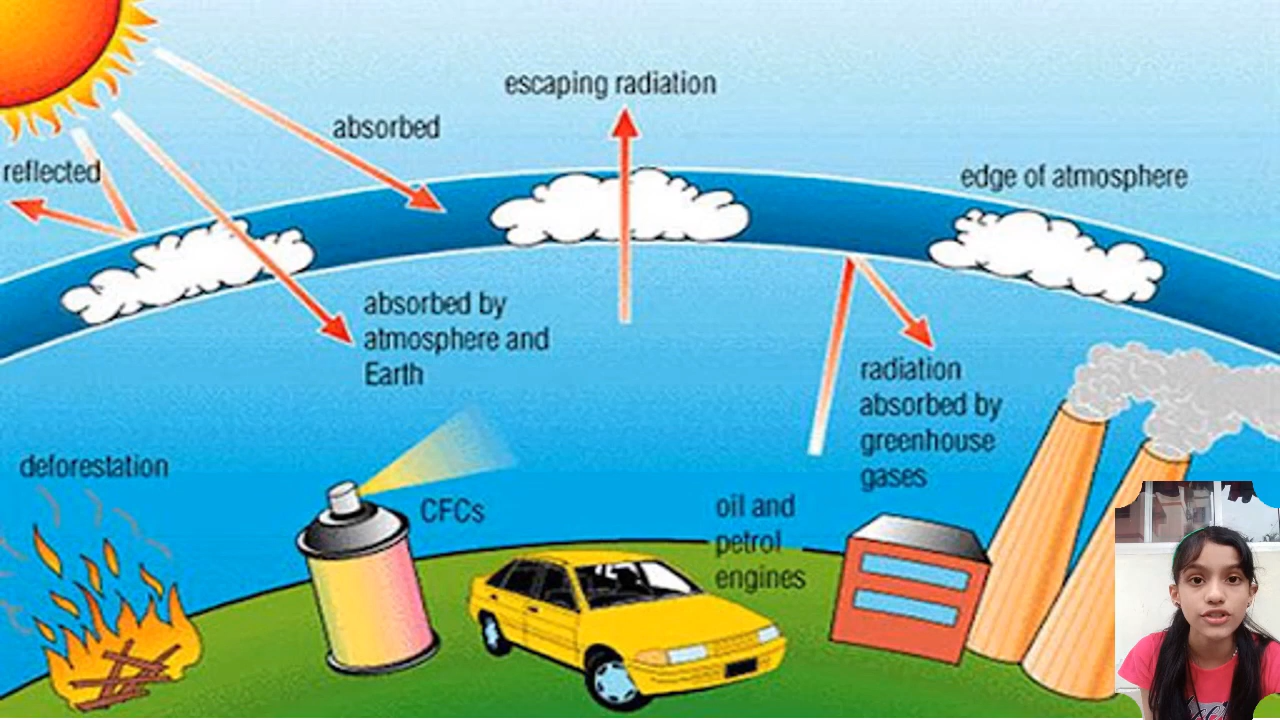 escaping radiation
absorbed
reflected
edge of atmosphere
absorbed by
atmosphere and
Earth
radiation
absorbed by
greenhouse
gases
deforestation
CFCs
oil and
petrol
engines